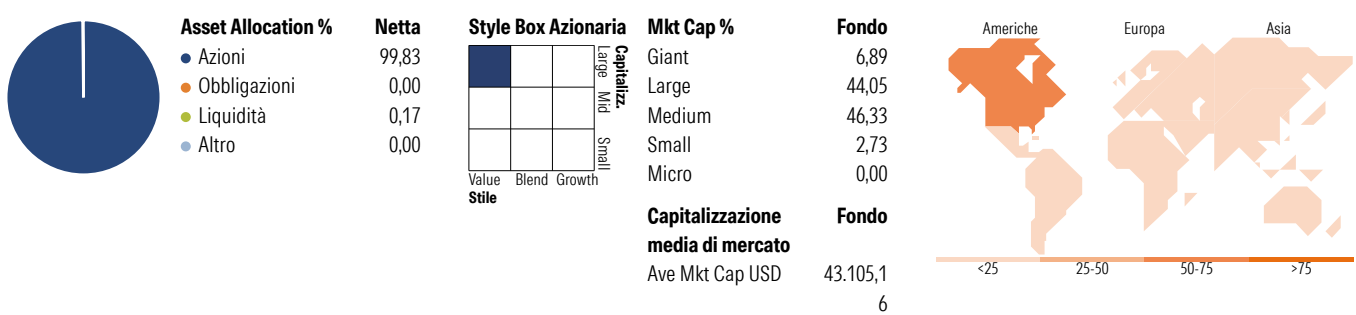 Asset Allocation % Netta
Azioni 99,83
Obbligazioni 0,00
Liquidità 0,17
Altro 0,00
Style Box Azionaria
Capitalizz.
Large Mid Small
Value Blend Growth
Stile
Mkt Cap % Fondo
Giant 6,89
Large 44,05
Medium 46,33
Small 2,73
Micro 0,00
Capitalizzazione Fondo
media di mercato
Ave Mkt Cap USD 43.105,1
6
Americhe Europa Asia
<25 25-50 50-75 >75